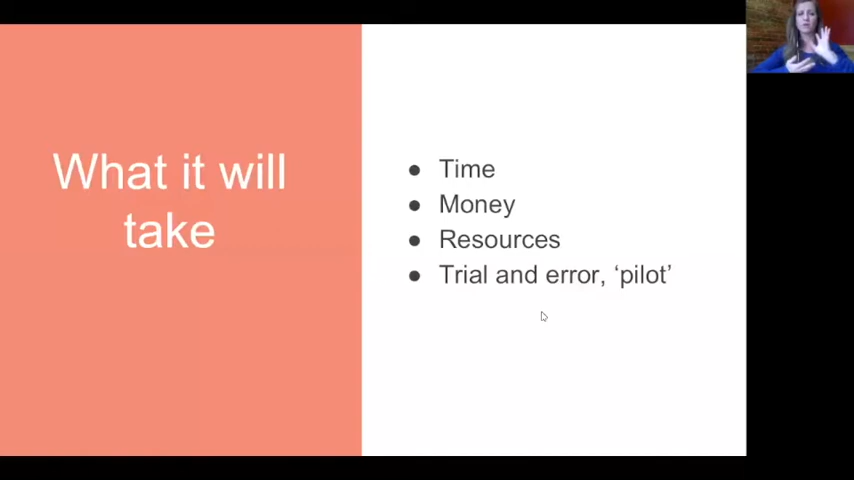 What it will
take
● Time
● Money
● Resources
● Trial and error, ‘pilot’